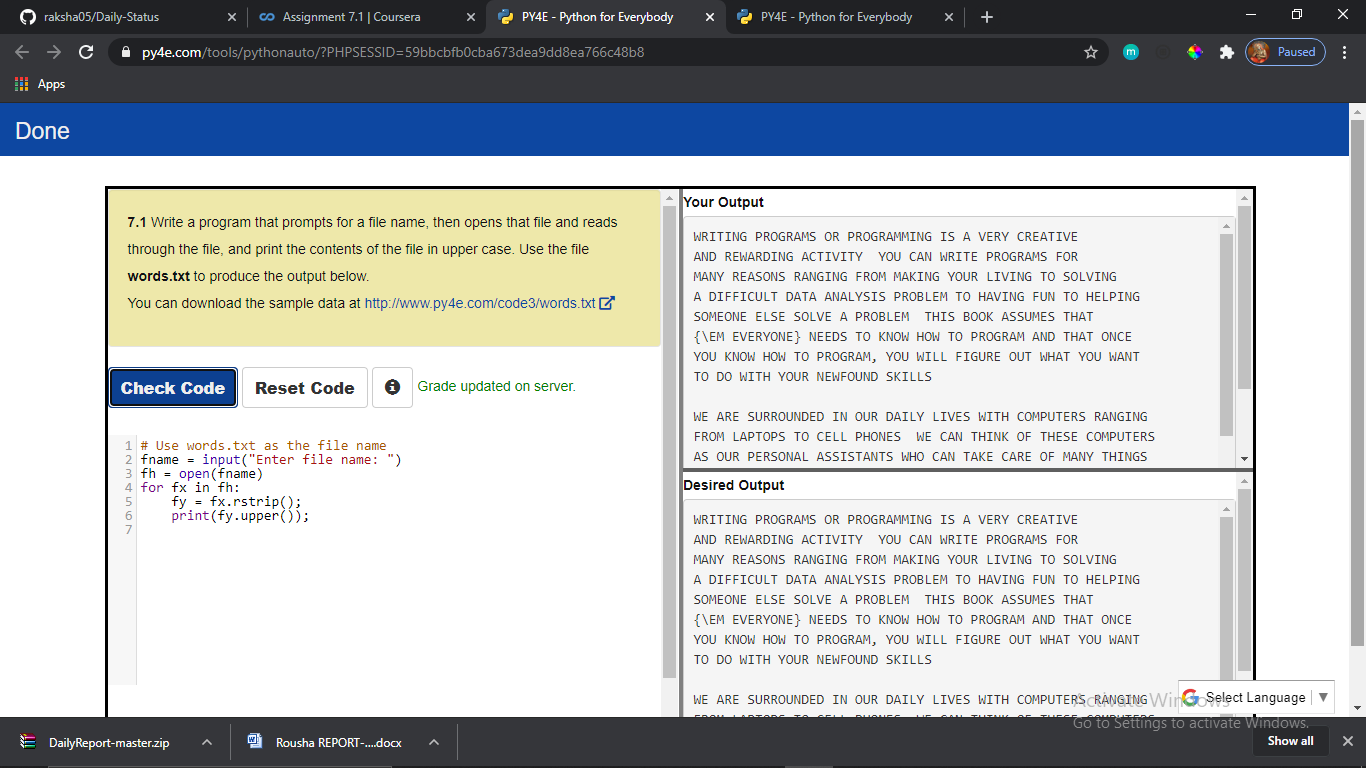 raksha05/Daily-Status
Assignment 7.1 | Coursera
PY4E - Python for Everybody
PY4E - Python for Everybody
py4e.com/tools/pythonauto/?PHPSESSID=59bbcbfb0cba673dea9dd8ea766c48b8
m
Paused
Apps
Done
7.1 Write a program that prompts for a file name, then opens that file and reads
through the file, and print the contents of the file in upper case. Use the file
words.txt to produce the output below.
You can download the sample data at http://www.py4e.com/code3/words.txt
Check Code
Reset Code
Grade updated on server.
1 # Use words.txt as the file name
2 fname = input("Enter file name: ")
3 fh = open(fname)
4 for fx in fh:
5     fy = fx.rstrip();
6     print(fy.upper());
7
Your Output
WRITING PROGRAMS OR PROGRAMMING IS A VERY CREATIVE
AND REWARDING ACTIVITY  YOU CAN WRITE PROGRAMS FOR
MANY REASONS RANGING FROM MAKING YOUR LIVING TO SOLVING
A DIFFICULT DATA ANALYSIS PROBLEM TO HAVING FUN TO HELPING
SOMEONE ELSE SOLVE A PROBLEM  THIS BOOK ASSUMES THAT
{\EM EVERYONE} NEEDS TO KNOW HOW TO PROGRAM AND THAT ONCE
YOU KNOW HOW TO PROGRAM, YOU WILL FIGURE OUT WHAT YOU WANT
TO DO WITH YOUR NEWFOUND SKILLS
WE ARE SURROUNDED IN OUR DAILY LIVES WITH COMPUTERS RANGING
FROM LAPTOPS TO CELL PHONES  WE CAN THINK OF THESE COMPUTERS
AS OUR PERSONAL ASSISTANTS WHO CAN TAKE CARE OF MANY THINGS
Desired Output
WRITING PROGRAMS OR PROGRAMMING IS A VERY CREATIVE
AND REWARDING ACTIVITY  YOU CAN WRITE PROGRAMS FOR
MANY REASONS RANGING FROM MAKING YOUR LIVING TO SOLVING
A DIFFICULT DATA ANALYSIS PROBLEM TO HAVING FUN TO HELPING
SOMEONE ELSE SOLVE A PROBLEM  THIS BOOK ASSUMES THAT
{\EM EVERYONE} NEEDS TO KNOW HOW TO PROGRAM AND THAT ONCE
YOU KNOW HOW TO PROGRAM, YOU WILL FIGURE OUT WHAT YOU WANT
TO DO WITH YOUR NEWFOUND SKILLS
WE ARE SURROUNDED IN OUR DAILY LIVES WITH COMPUTERS RANGING
FROM LAPTOPS TO CELL PHONES  WE CAN THINK OF THESE COMPUTERS
Select Language
Activate Windows
Go to Settings to activate Windows.
DailyReport-master.zip
Rousha REPORT-....docx
Show all